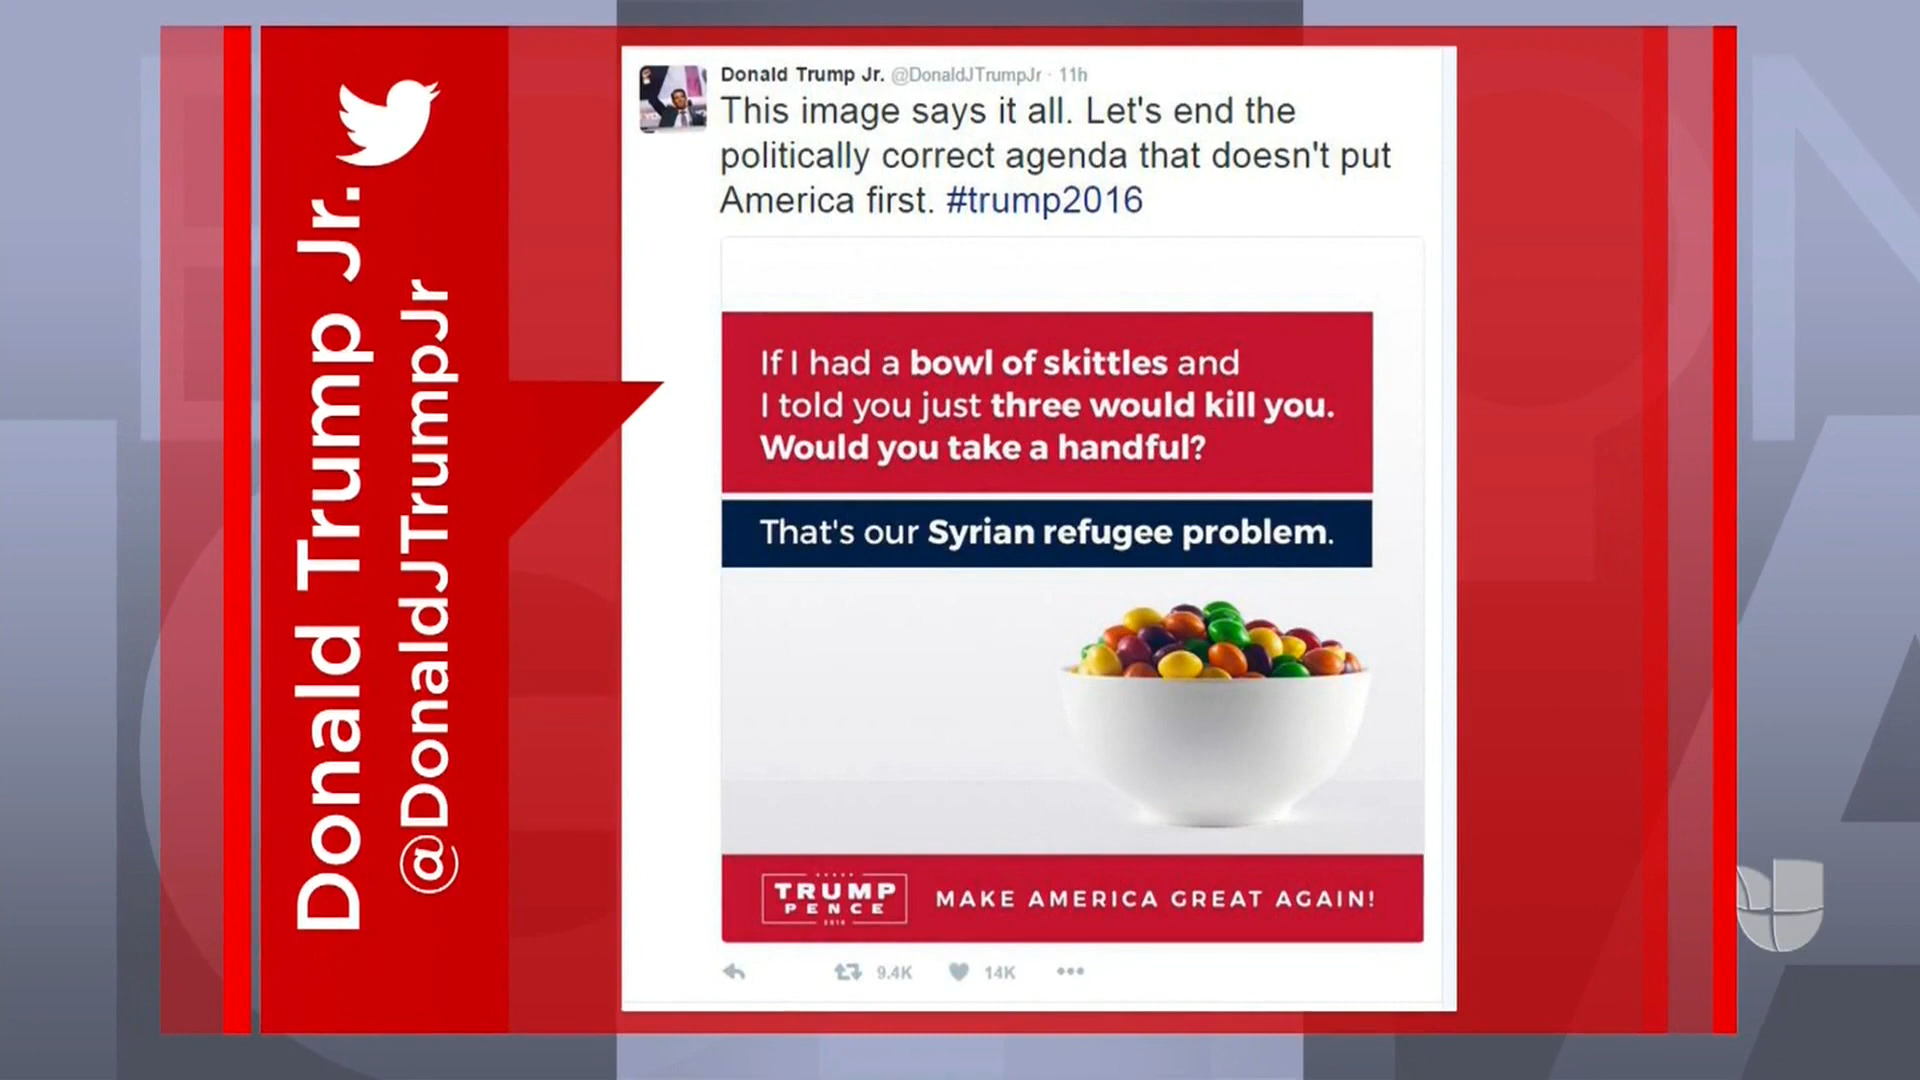 Donald Trump Jr.
@DonaldJTrumpJr
Donald Trump Jr. @DonaldJTrumpJr · 11h
This image says it all. Let's end the
politically correct agenda that doesn't put
America first. #trump2016
If I had a bowl of skittles and
I told you just three would kill you.
Would you take a handful?
That's our Syrian refugee problem.
TRUMP
PENCE
2016
MAKE AMERICA GREAT AGAIN!
9.4K
14K